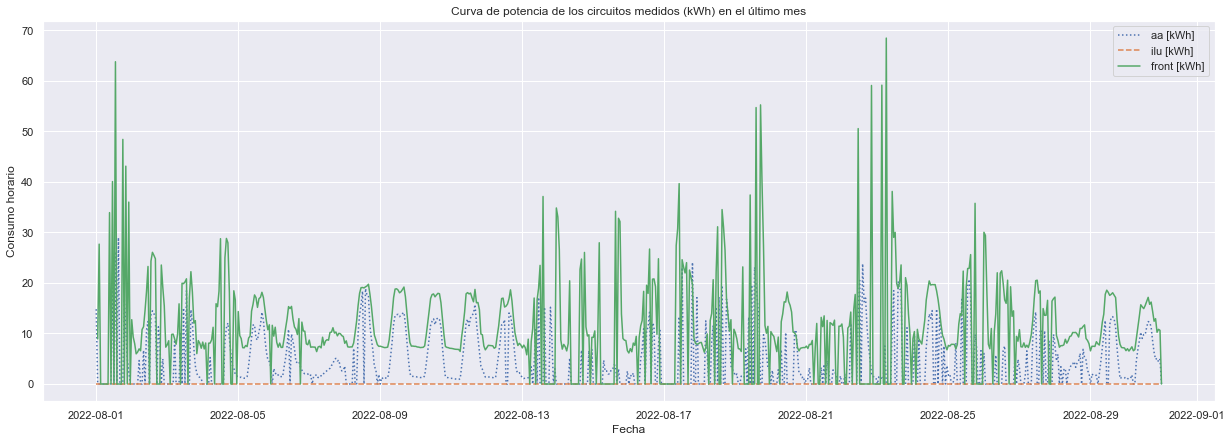 Curva de potencia de los circuitos medidos (kWh) en el último mes
aa [kWh]
ilu [kWh]
front [kWh]
Consumo horario
70
60
50
40
30
20
10
0
2022-08-01
2022-08-05
2022-08-09
2022-08-13
2022-08-17
2022-08-21
2022-08-25
2022-08-29
2022-09-01
Fecha